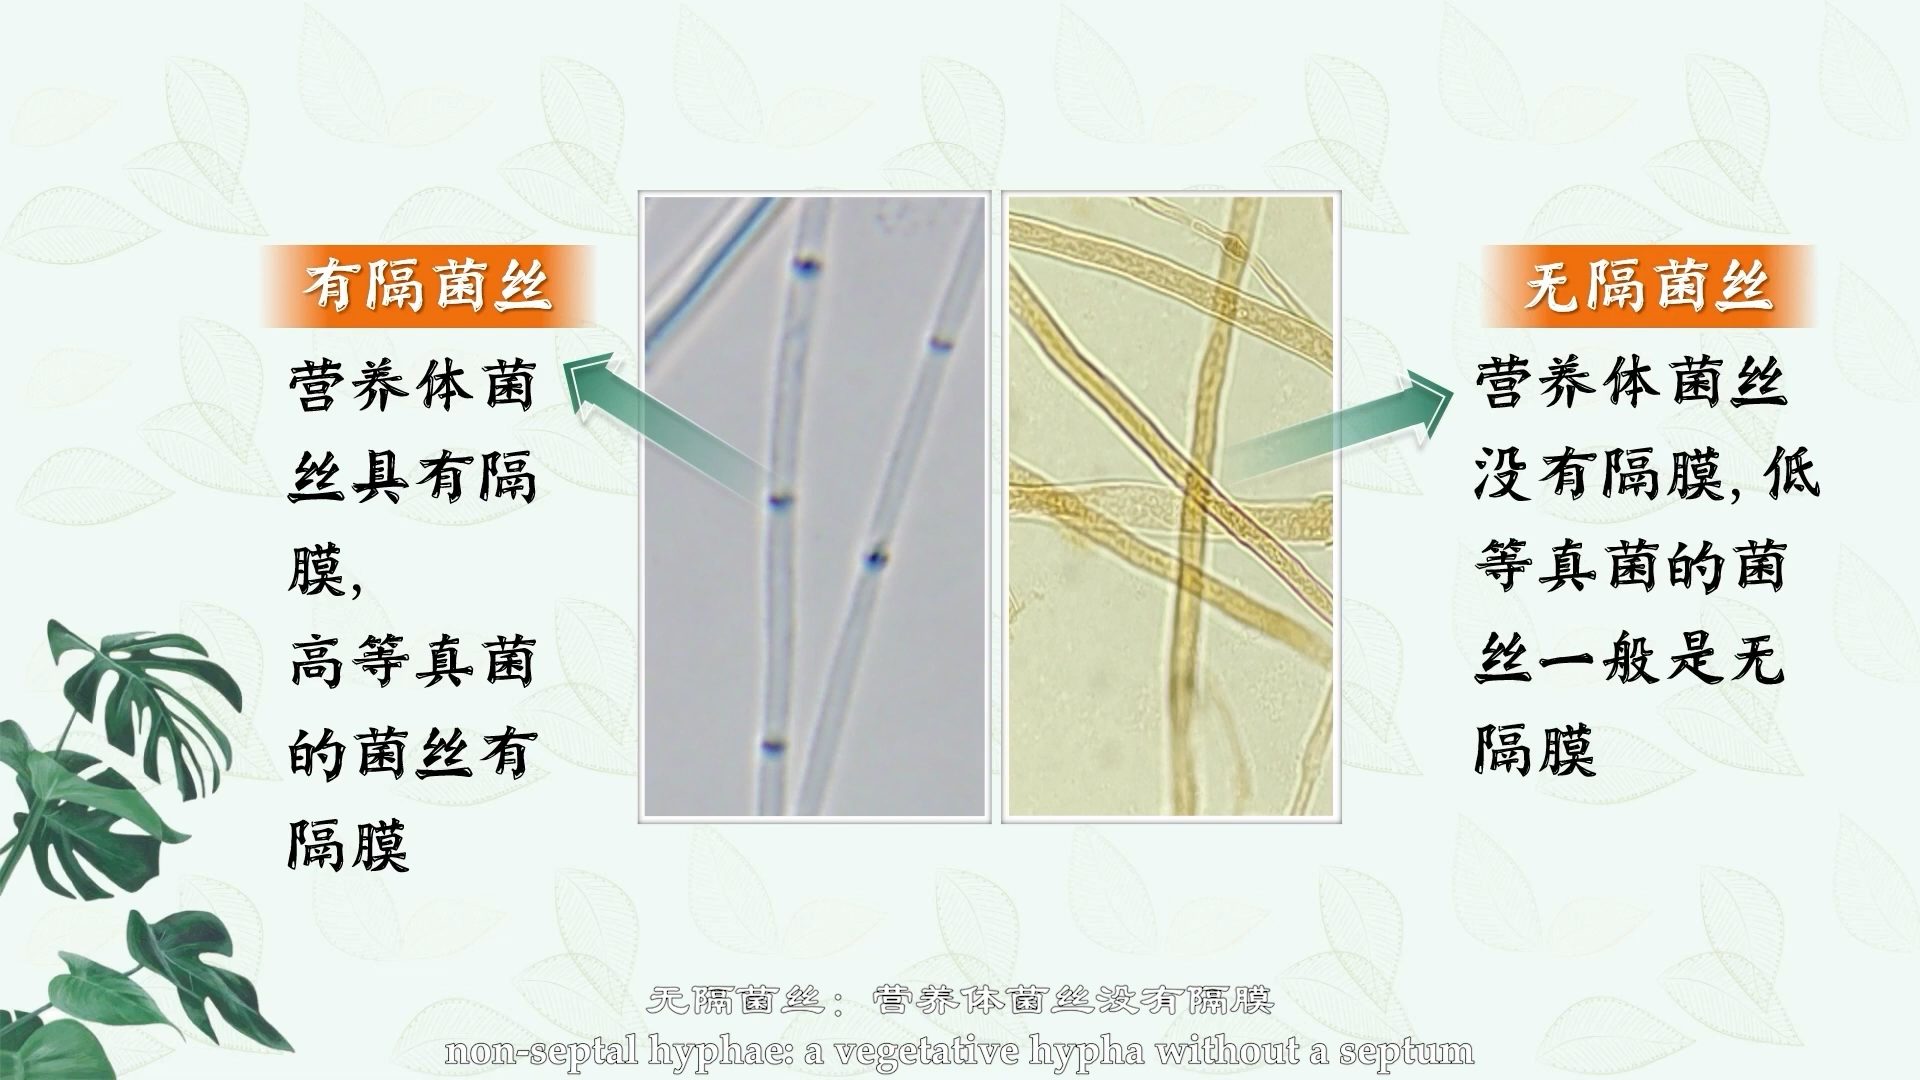 有隔菌丝
营养体菌
丝具有隔
膜,
高等真菌
的菌丝有
隔膜
无隔菌丝
营养体菌丝
没有隔膜, 低
等真菌的菌
丝一般是无
隔膜
无隔菌丝：营养体菌丝没有隔膜
non-septal hyphae: a vegetative hypha without a septum